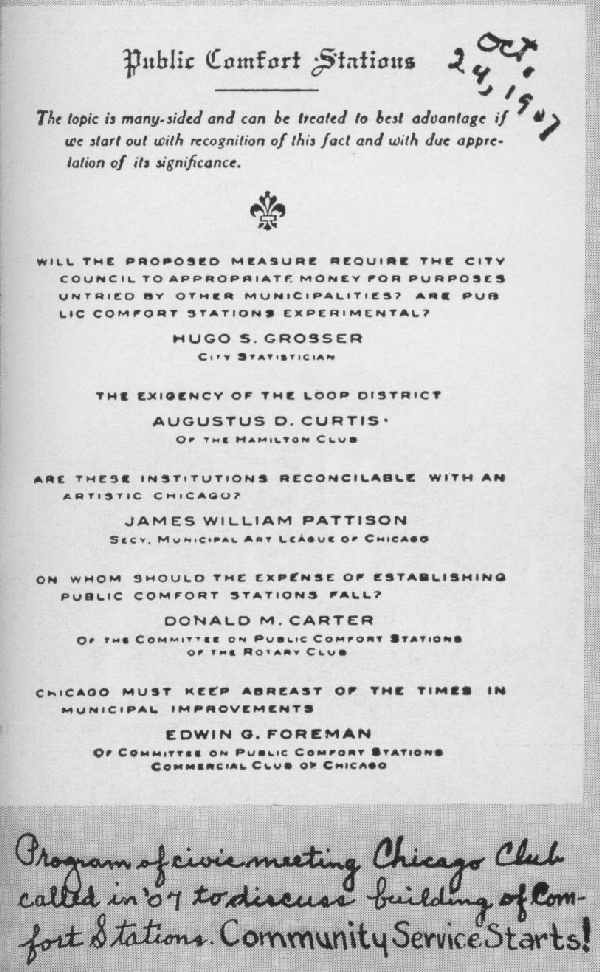 Public Comfort Stations
Oct.
24, 1907
The topic is many-sided and can be treated to best advantage if
we start out with recognition of this fact and with due appre-
iation of its significance.
WILL THE PROPOSED MEASURE REQUIRE THE CITY
COUNCIL TO APPROPRIATE MONEY FOR PURPOSES
UNTRIED BY OTHER MUNICIPALITIES? ARE PUB
LIC COMFORT STATIONS EXPERIMENTAL?
HUGO S. GROSSER
CITY STATISTICIAN
THE EXIGENCY OF THE LOOP DISTRICT
AUGUSTUS D. CURTIS.
OF THE HAMILTON CLUB
ARE THESE INSTITUTIONS RECONCILABLE WITH AN
ARTISTIC CHICAGO?
JAMES WILLIAM PATTISON
SECY. MUNICIPAL ART LEAGUE OF CHICAGO
ON WHOM SHOULD THE EXPENSE OF ESTABLISHING
PUBLIC COMFORT STATIONS FALL?
DONALD M. CARTER
OF THE COMMITTEE ON PUBLIC COMFORT STATIONS
OF THE ROTARY CLUB
CHICAGO MUST KEEP ABREAST OF THE TIMES IN
MUNICIPAL IMPROVEMENTS
EDWIN G. FOREMAN
OF COMMITTEE ON PUBLIC COMFORT STATIONS
COMMERCIAL CLUB OF CHICAGO
Program of civic meeting Chicago Club
called in '07 to discuss building of Com-
fort Stations. Community Service Starts!